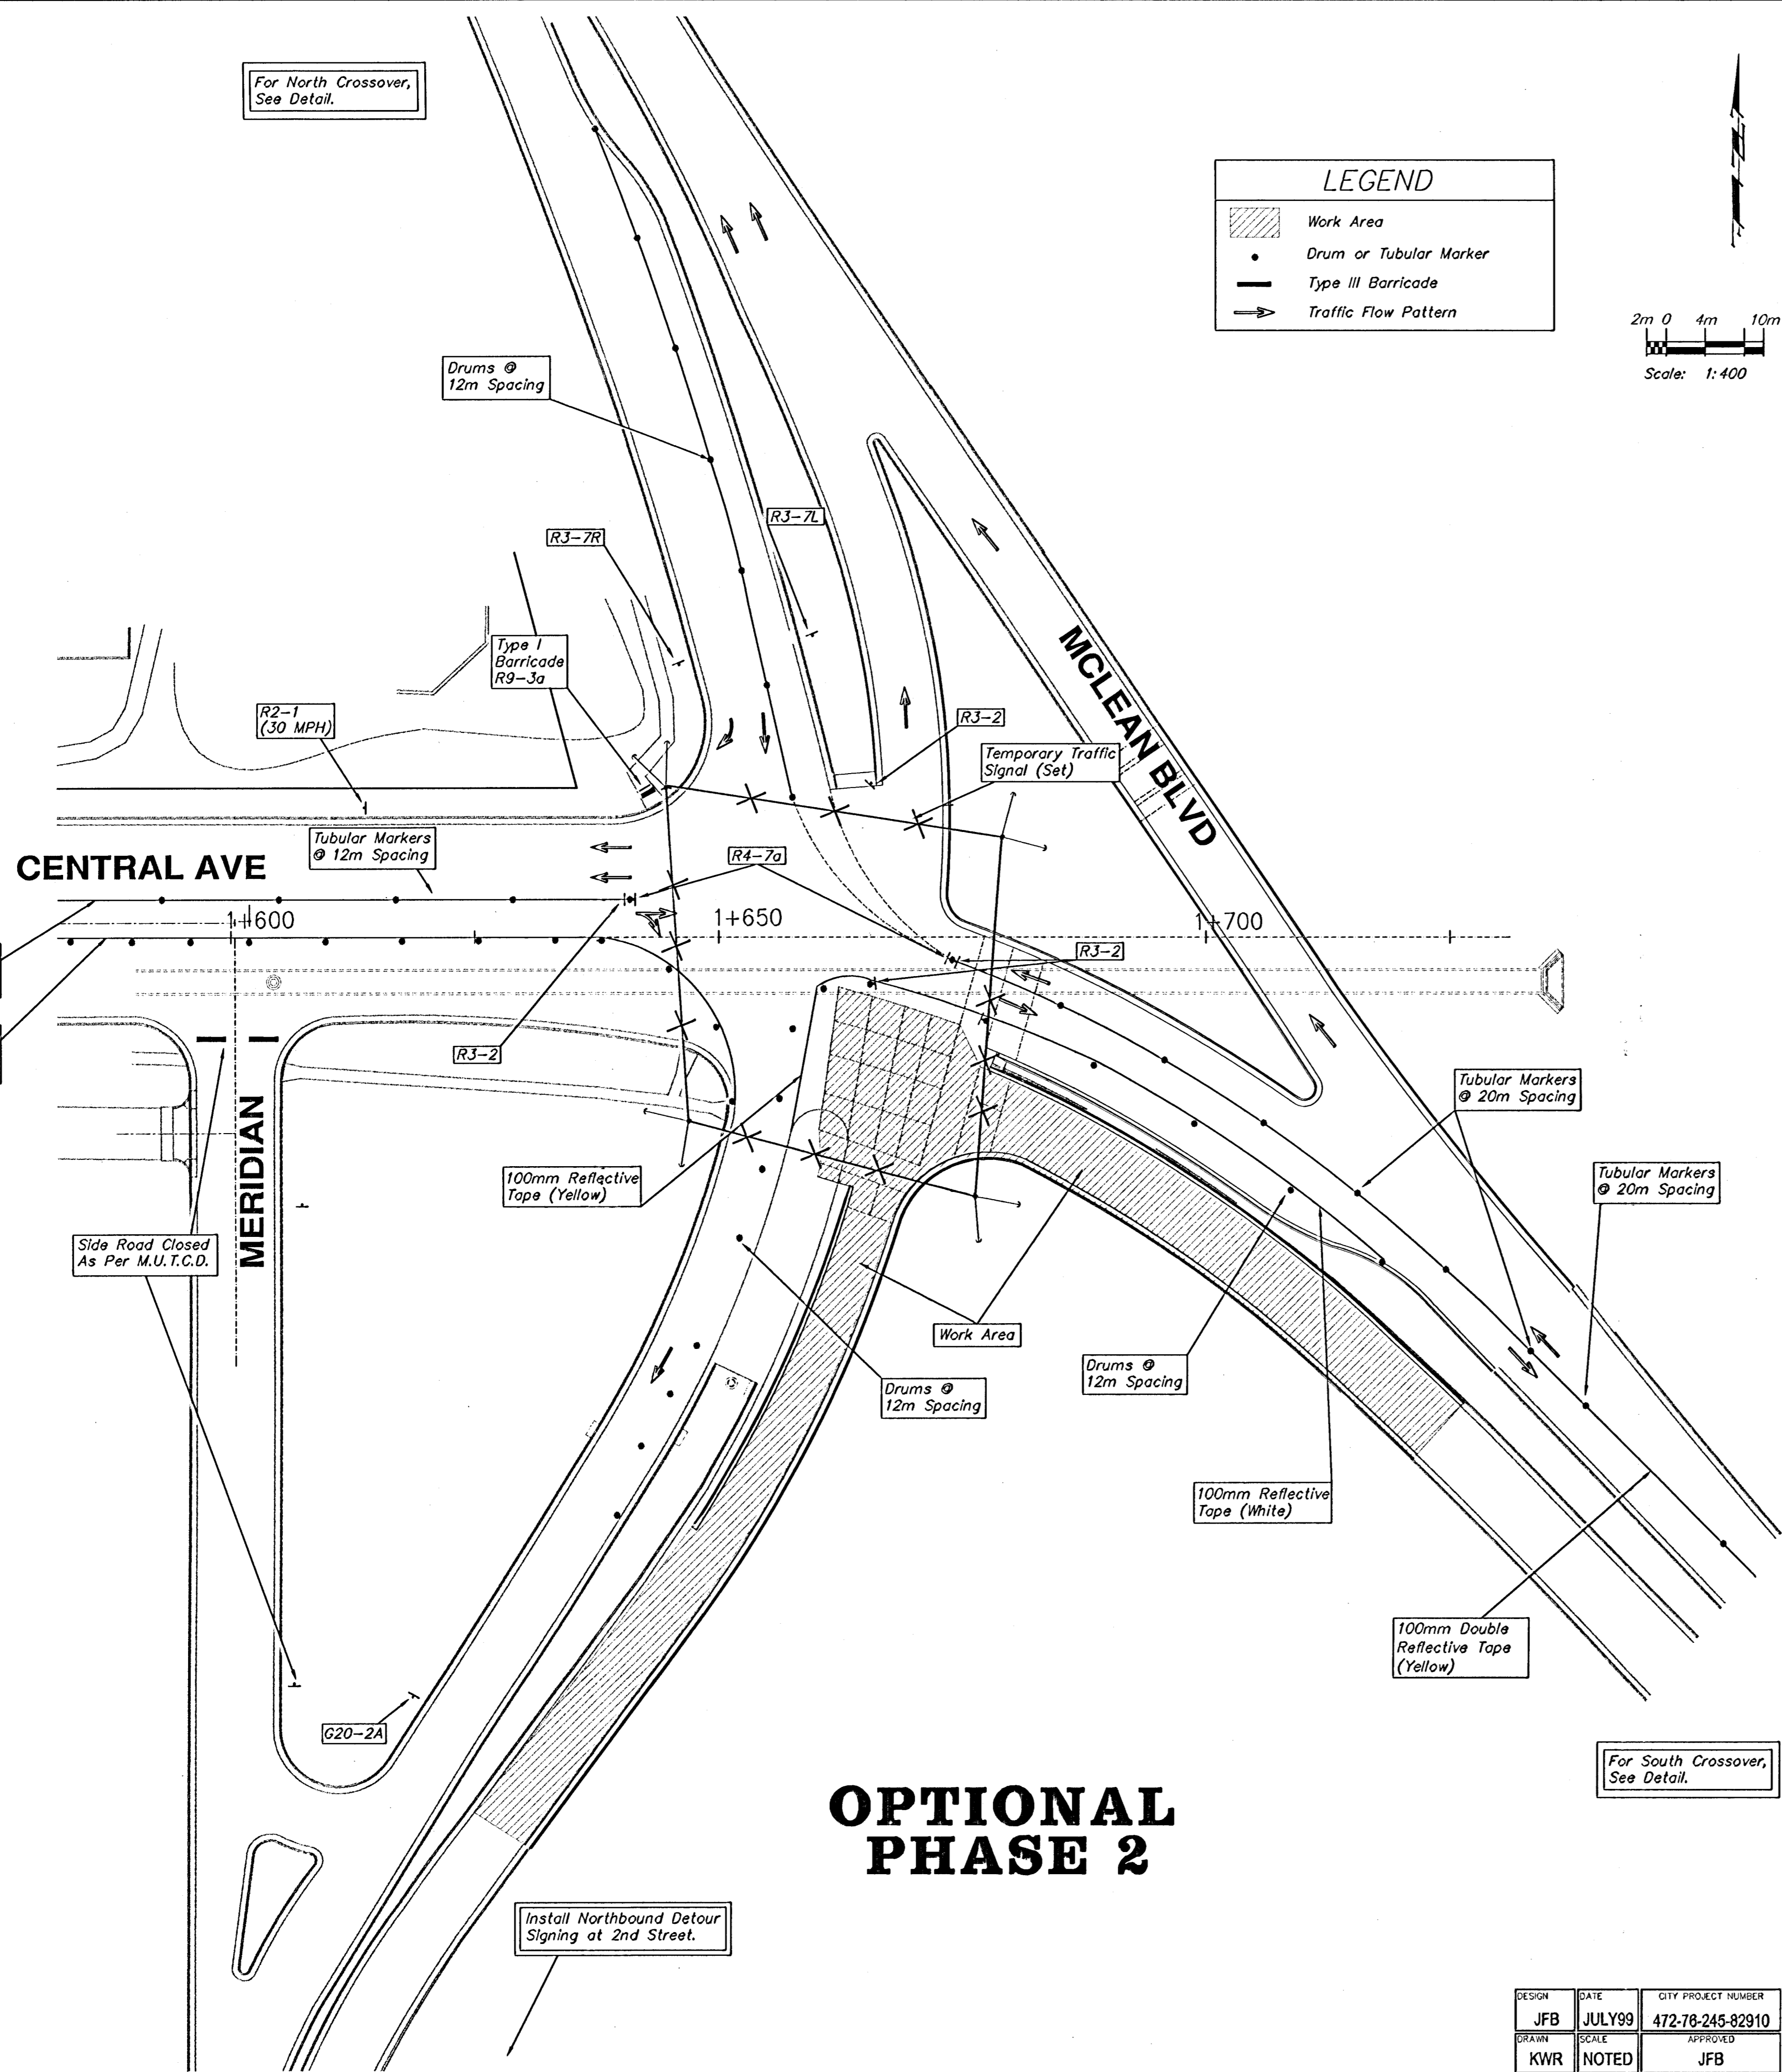 For North Crossover,
See Detail.
LEGEND
Work Area
Drum or Tubular Marker
Type III Barricade
Traffic Flow Pattern
2m 0 4m 10m
Scale: 1:400
Drums @
12m Spacing
R3-7L
R3-7R
Type I
Barricade
R9-3a
R2-1
(30 MPH)
R3-2
Temporary Traffic
Signal (Set)
MCLEAN BLVD
Tubular Markers
@ 12m Spacing
CENTRAL AVE
R4-7a
1+600
1+650
1+700
R3-2
R3-2
MERIDIAN
Tubular Markers
@ 20m Spacing
100mm Reflective
Tape (Yellow)
Tubular Markers
@ 20m Spacing
Side Road Closed
As Per M.U.T.C.D.
Work Area
Drums @
12m Spacing
Drums @
12m Spacing
100mm Reflective
Tape (White)
100mm Double
Reflective Tape
(Yellow)
G20-2A
For South Crossover,
See Detail.
OPTIONAL
PHASE 2
Install Northbound Detour
Signing at 2nd Street.
DESIGN DATE CITY PROJECT NUMBER
JFB JULY99 472-76-245-82910
DRAWN SCALE APPROVED
KWR NOTED JFB